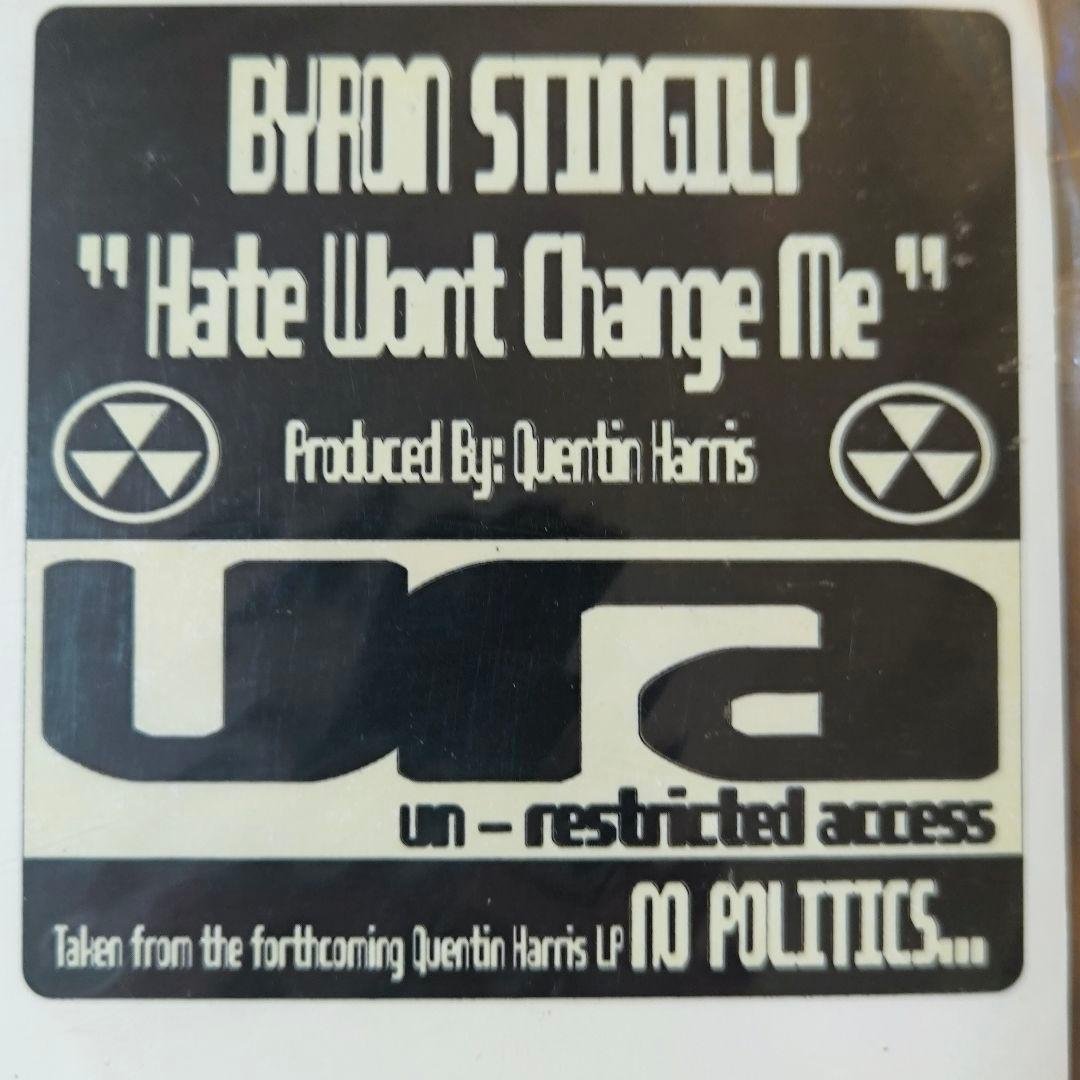 BYRON STINGILY
" Hate Wont Change Me "
Produced By: Quentin Harris
ura
un - restricted access
Taken from the forthcoming Quentin Harris LP NO POLITICS...